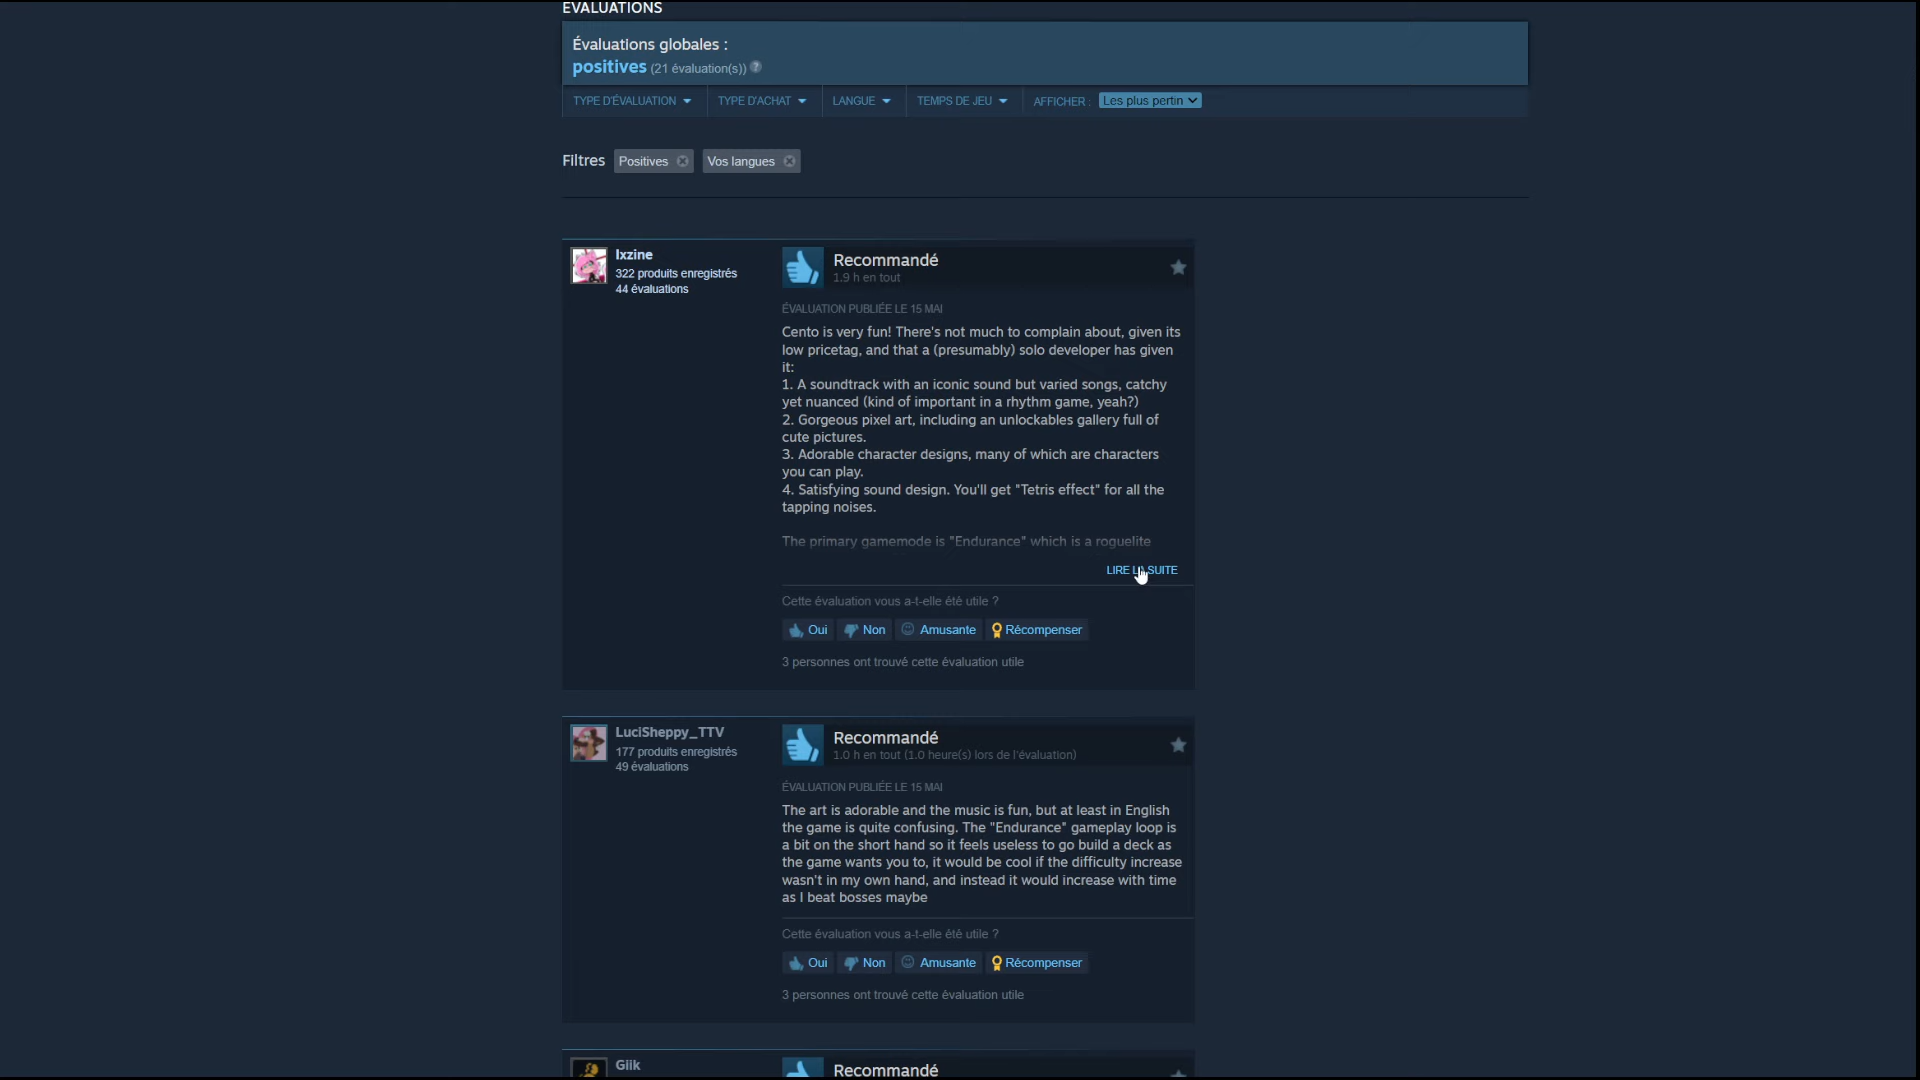 ÉVALUATIONS
Évaluations globales :
positives (21 évaluation(s))
TYPE D'ÉVALUATION TYPE D'ACHAT LANGUE TEMPS DE JEU AFFICHER : Les plus pertin
Filtres Positives Vos langues
Ixzine
322 produits enregistrés
44 évaluations
Recommandé
1.9 h en tout
ÉVALUATION PUBLIÉE LE 15 MAI
Cento is very fun! There's not much to complain about, given its
low pricetag, and that a (presumably) solo developer has given
it:
1. A soundtrack with an iconic sound but varied songs, catchy
yet nuanced (kind of important in a rhythm game, yeah?)
2. Gorgeous pixel art, including an unlockables gallery full of
cute pictures.
3. Adorable character designs, many of which are characters
you can play.
4. Satisfying sound design. You'll get "Tetris effect" for all the
tapping noises.
The primary gamemode is "Endurance" which is a roguelite
LIRE LA SUITE
Cette évaluation vous a-t-elle été utile ?
Oui Non Amusante Récompenser
3 personnes ont trouvé cette évaluation utile
LuciSheppy_TTV
177 produits enregistrés
49 évaluations
Recommandé
1.0 h en tout (1.0 heure(s) lors de l'évaluation)
ÉVALUATION PUBLIÉE LE 15 MAI
The art is adorable and the music is fun, but at least in English
the game is quite confusing. The "Endurance" gameplay loop is
a bit on the short hand so it feels useless to go build a deck as
the game wants you to, it would be cool if the difficulty increase
wasn't in my own hand, and instead it would increase with time
as I beat bosses maybe
Cette évaluation vous a-t-elle été utile ?
Oui Non Amusante Récompenser
3 personnes ont trouvé cette évaluation utile
Glik
Recommandé